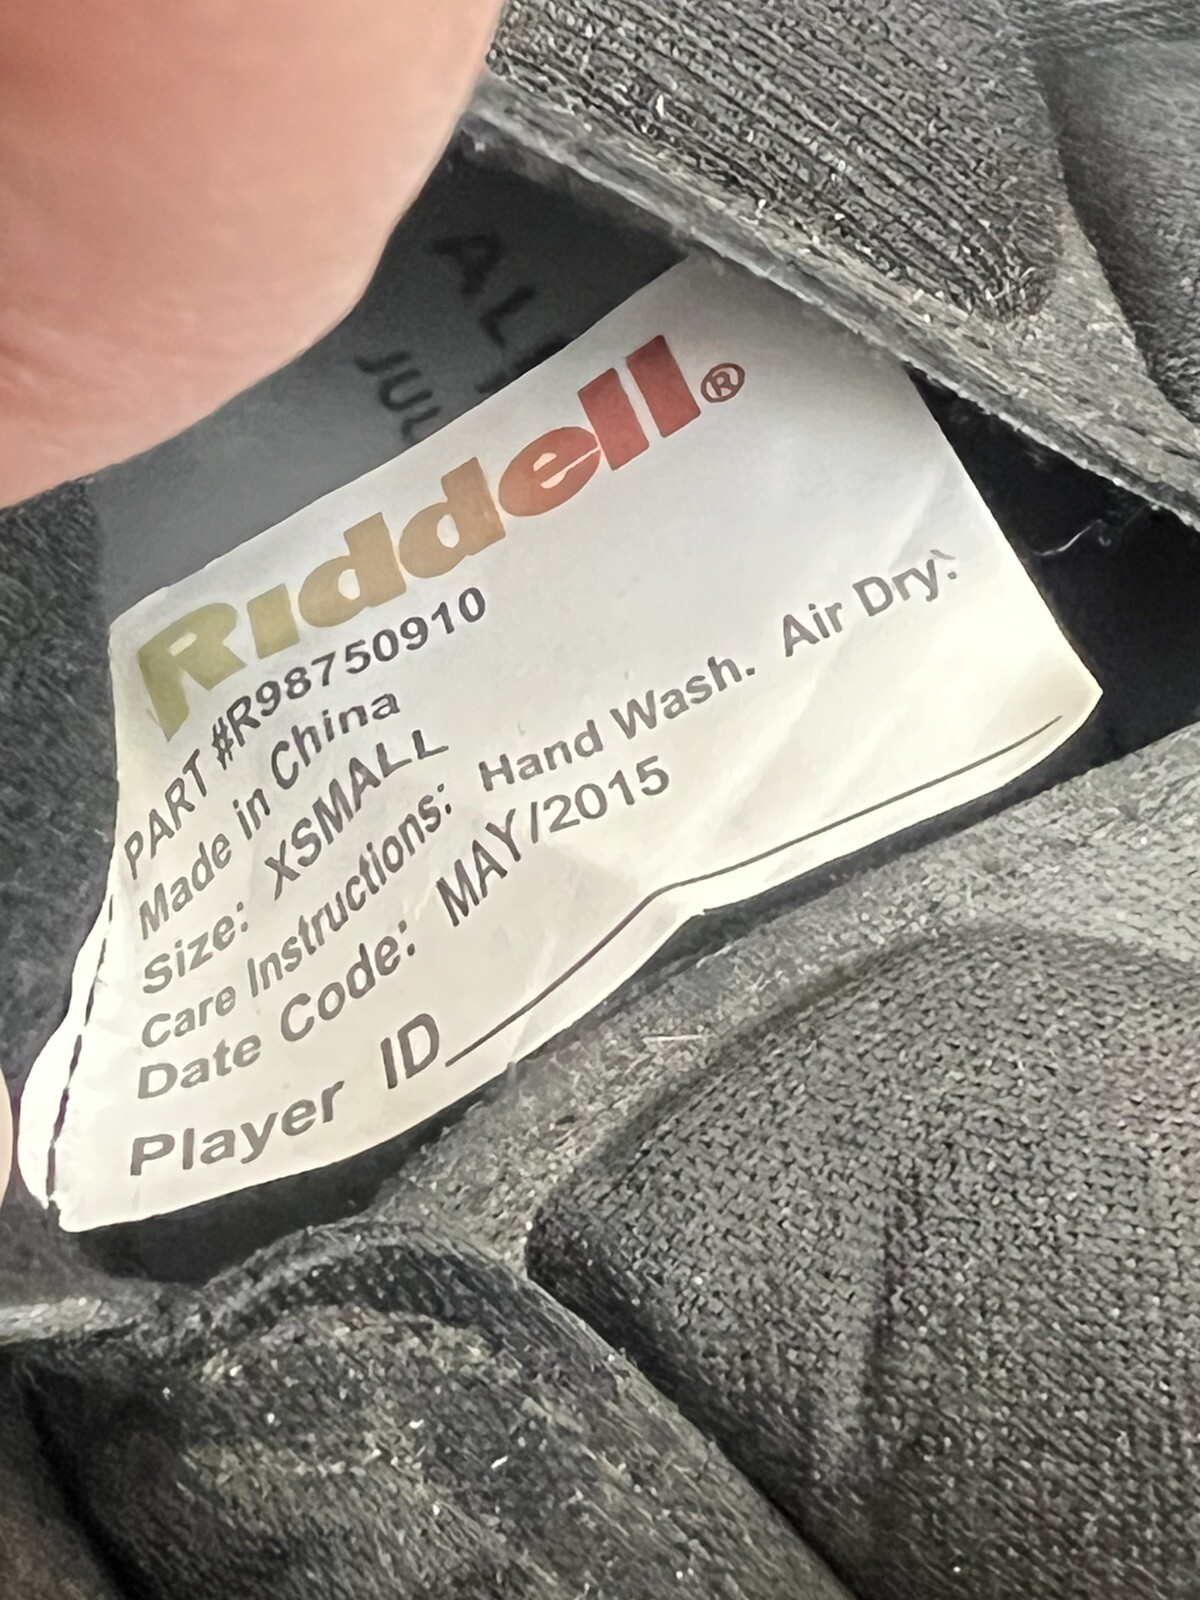 JUL
Riddell®
PART #R98750910
Made in China
Size: XSMALL
Care Instructions: Hand Wash. Air Dry.
Date Code: MAY/2015
Player ID